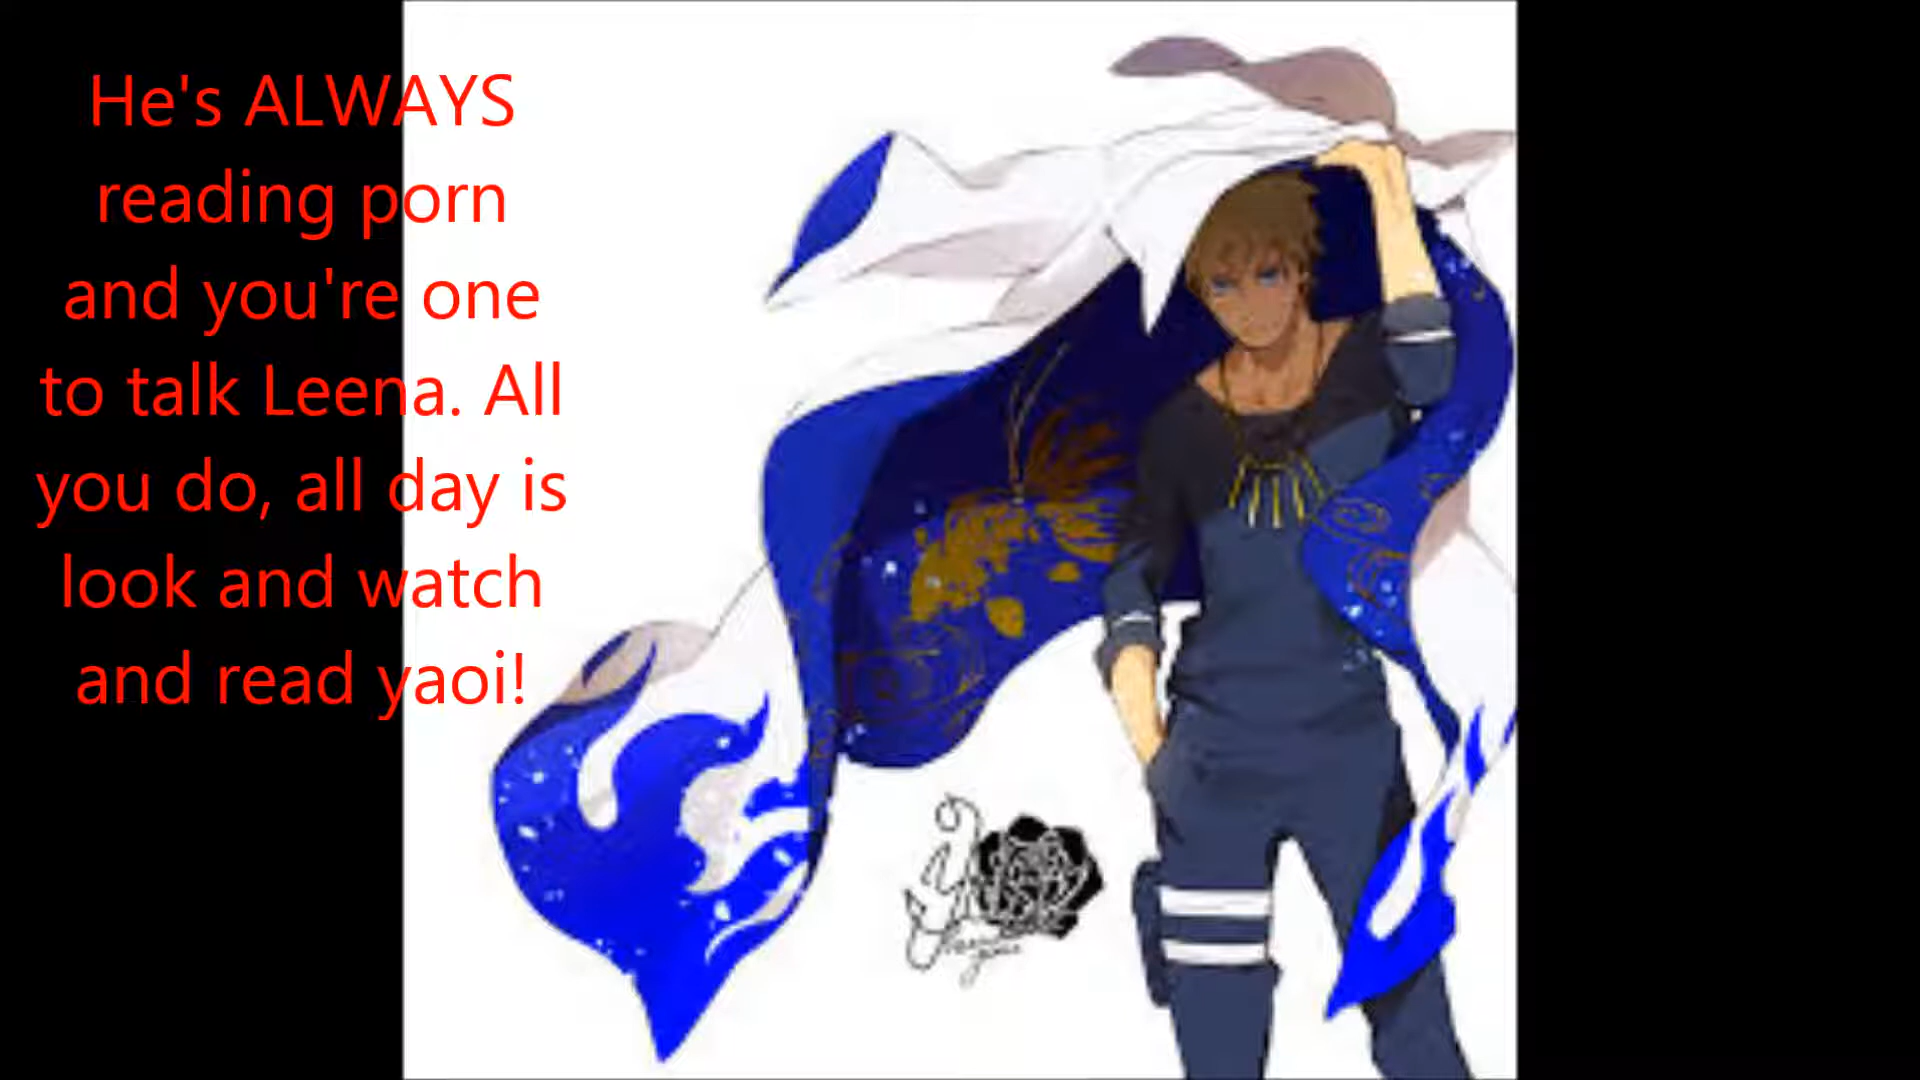 He's ALWAYS
reading porn
and you're one
to talk Leena. All
you do, all day is
look and watch
and read yaoi!